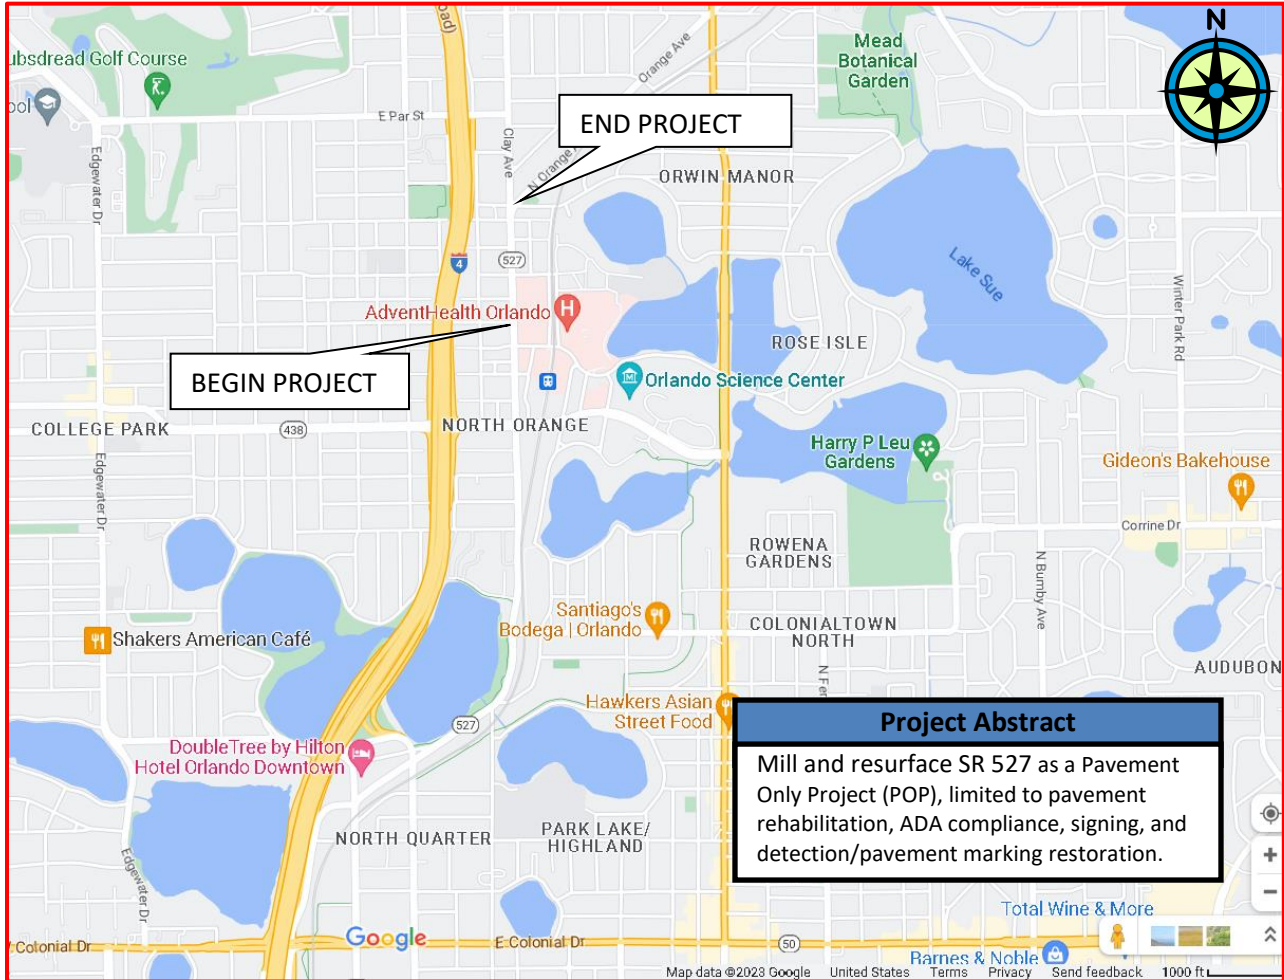 N
Mead
Botanical
Garden
ubsdread Golf Course
ool
E Par St
Clay Ave
Orange Ave
END PROJECT
N Orange A
Edgewater Dr
ORWIN MANOR
Lake Sue
4
527
Winter Park Rd
AdventHealth Orlando
H
ROSE ISLE
BEGIN PROJECT
Orlando Science Center
COLLEGE PARK
438
NORTH ORANGE
Harry P Leu
Gardens
Gideon's Bakehouse
Edgewater Dr
Corrine Dr
ROWENA
GARDENS
N Bumby Ave
Santiago's
Bodega | Orlando
COLONIALTOWN
NORTH
Shakers American Café
AUDUBON
N Fer
Hawkers Asian
Street Food
527
DoubleTree by Hilton
Hotel Orlando Downtown
Project Abstract
Mill and resurface SR 527 as a Pavement
Only Project (POP), limited to pavement
rehabilitation, ADA compliance, signing, and
detection/pavement marking restoration.
NORTH QUARTER
PARK LAKE/
HIGHLAND
Edgewater Dr
Total Wine & More
Colonial Dr
Google
E Colonial Dr
50
Barnes & Noble
Map data ©2023 Google United States Terms Privacy Send feedback 1000 ft